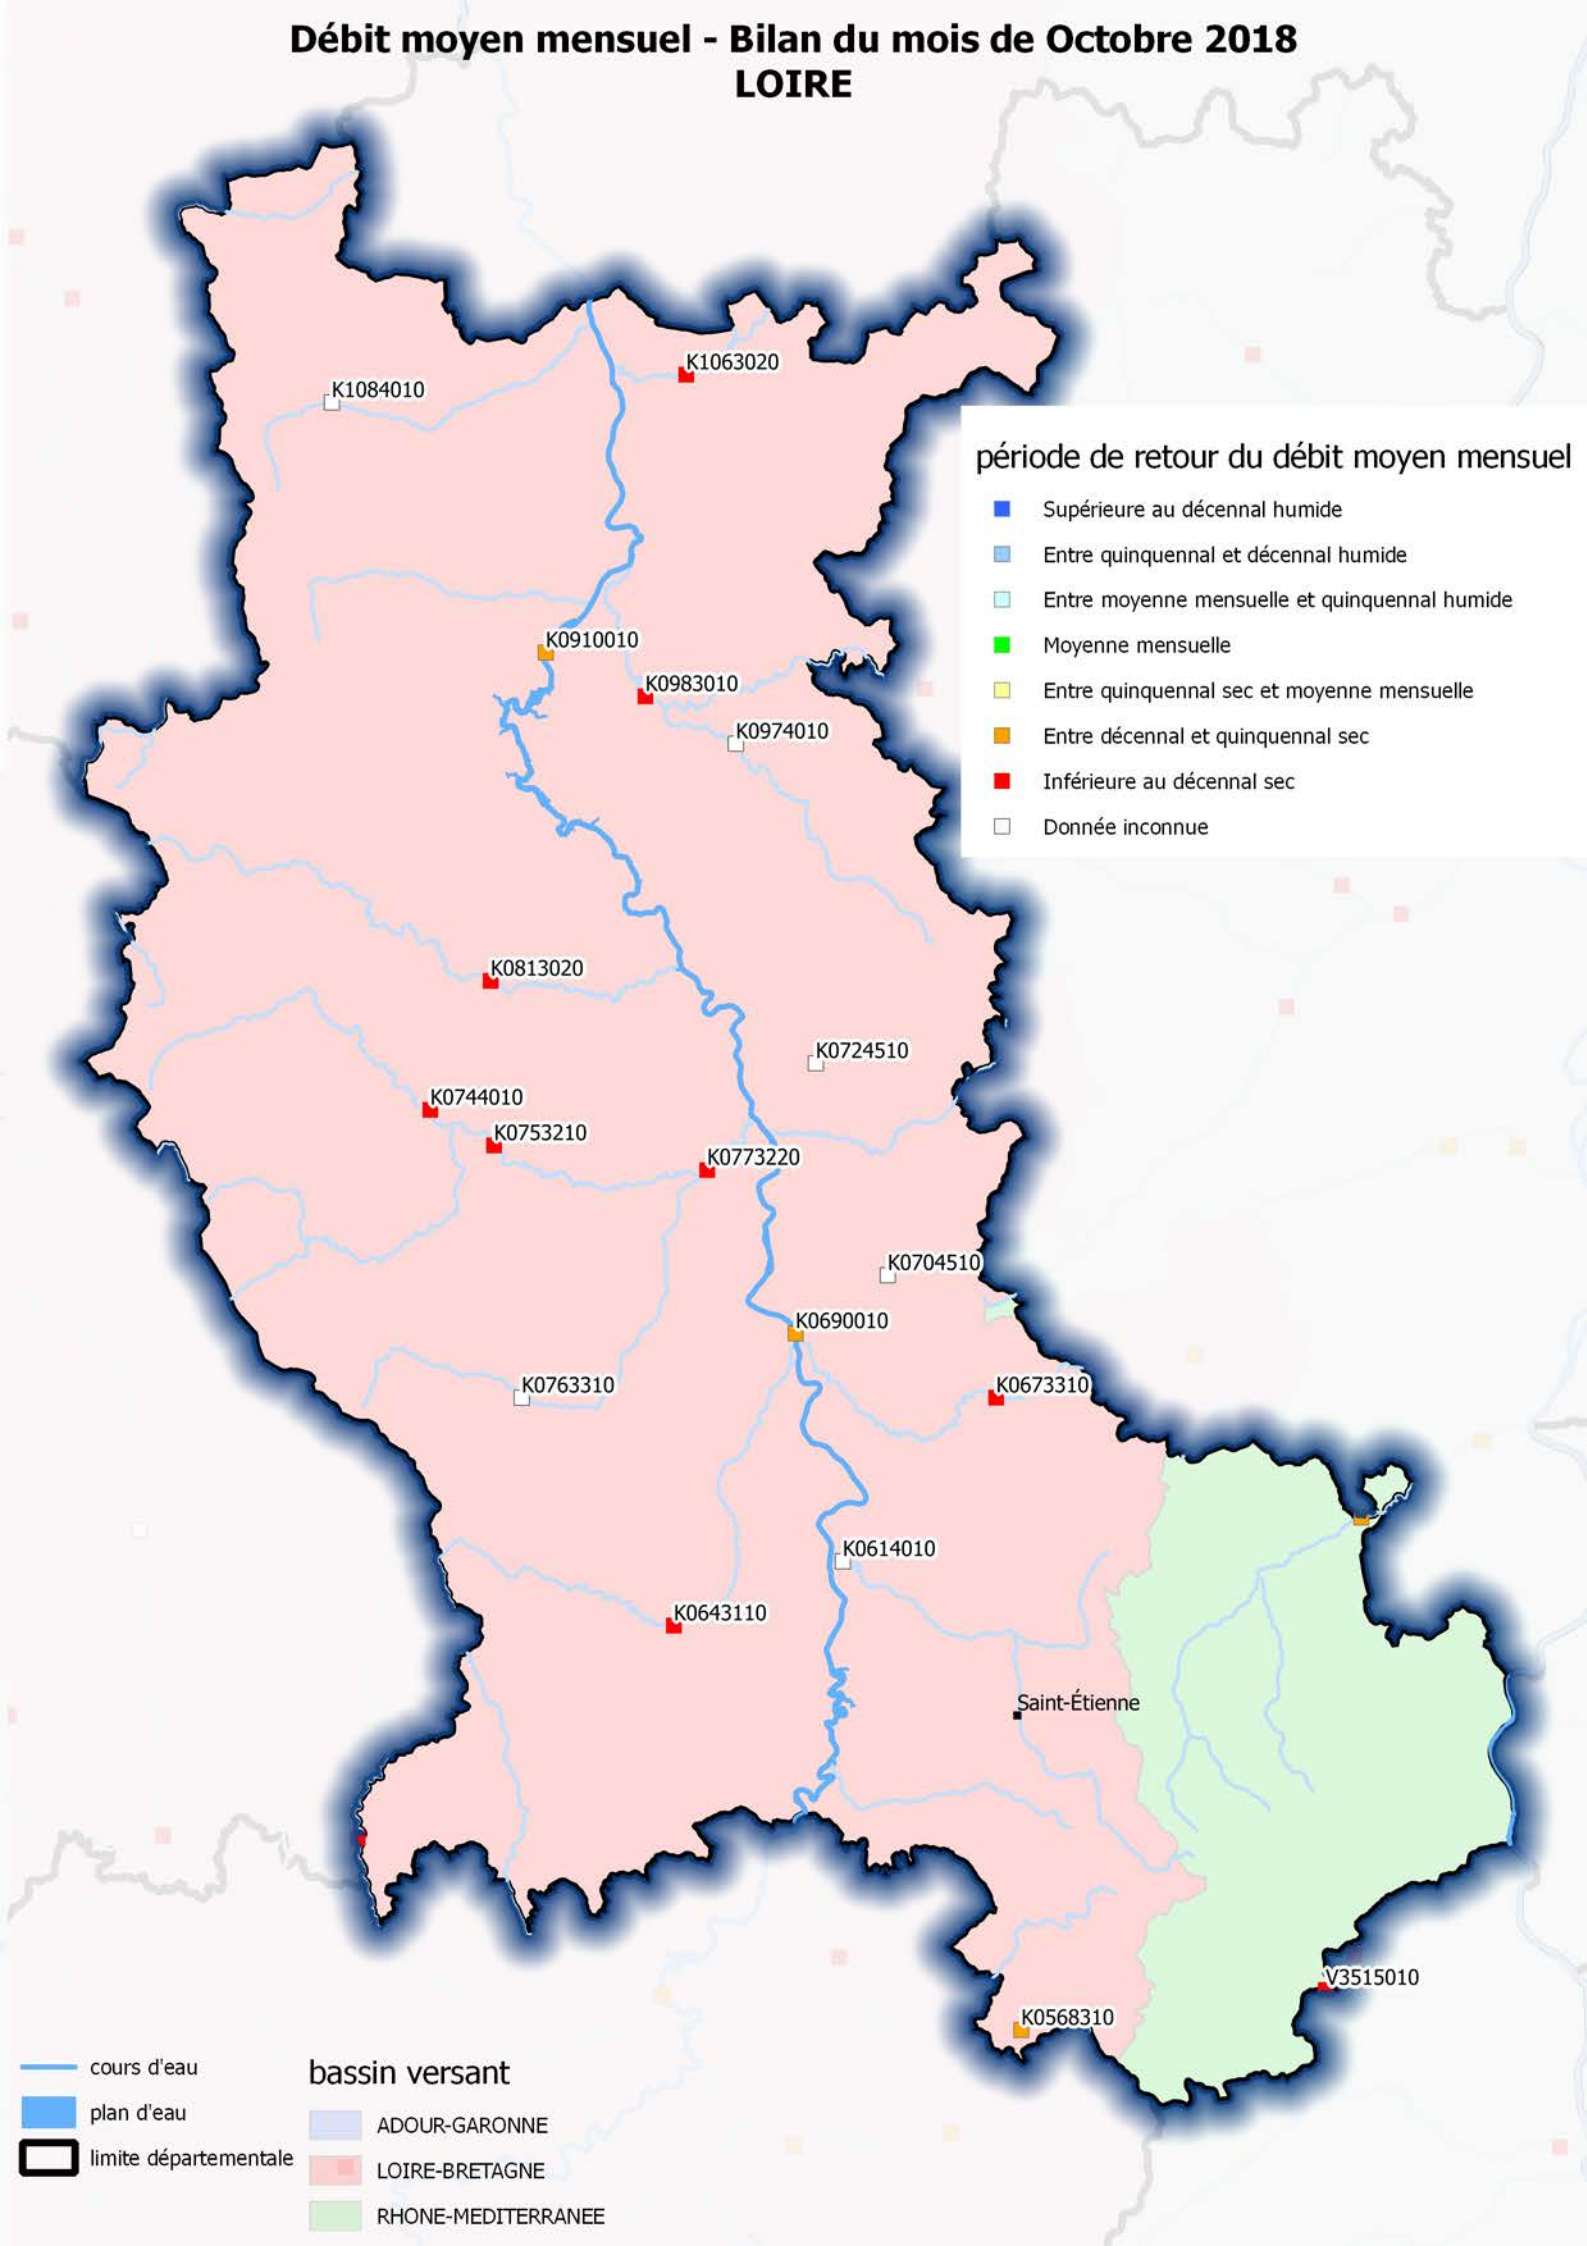 Débit moyen mensuel - Bilan du mois de Octobre 2018
LOIRE
K1063020
K1084010
période de retour du débit moyen mensuel
Supérieure au décennal humide
Entre quinquennal et décennal humide
Entre moyenne mensuelle et quinquennal humide
Moyenne mensuelle
Entre quinquennal sec et moyenne mensuelle
Entre décennal et quinquennal sec
Inférieure au décennal sec
Donnée inconnue
K0910010
K0983010
K0974010
K0813020
K0724510
K0744010
K0753210
K0773220
K0704510
K0690010
K0763310
K0673310
K0614010
K0643110
Saint-Étienne
V3515010
K0568310
cours d'eau
plan d'eau
limite départementale
bassin versant
ADOUR-GARONNE
LOIRE-BRETAGNE
RHONE-MEDITERRANEE